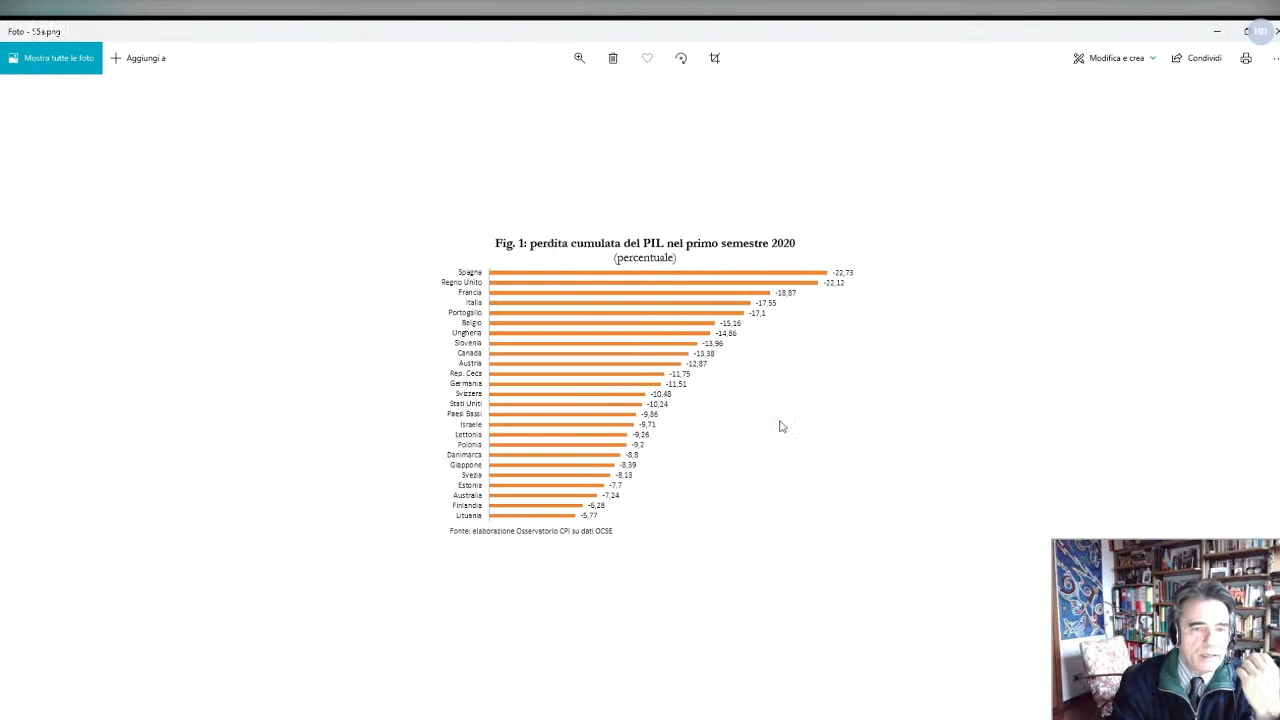 Foto - 55a.png
HD
Mostra tutte le foto
Aggiungi a
Modifica e crea
Condividi
Fig. 1: perdita cumulata del PIL nel primo semestre 2020
(percentuale)
Spagna -22,73
Regno Unito -22,12
Francia -18,87
Italia -17,55
Portogallo -17,1
Belgio -15,16
Ungheria -14,86
Slovenia -13,96
Canada -13,38
Austria -12,87
Rep. Ceca -11,75
Germania -11,51
Svizzera -10,48
Stati Uniti -10,24
Paesi Bassi -9,86
Israele -9,71
Lettonia -9,26
Polonia -9,2
Danimarca -8,8
Giappone -8,39
Svezia -8,13
Estonia -7,7
Australia -7,24
Finlandia -6,28
Lituania -5,77
Fonte: elaborazione Osservatorio CPI su dati OCSE